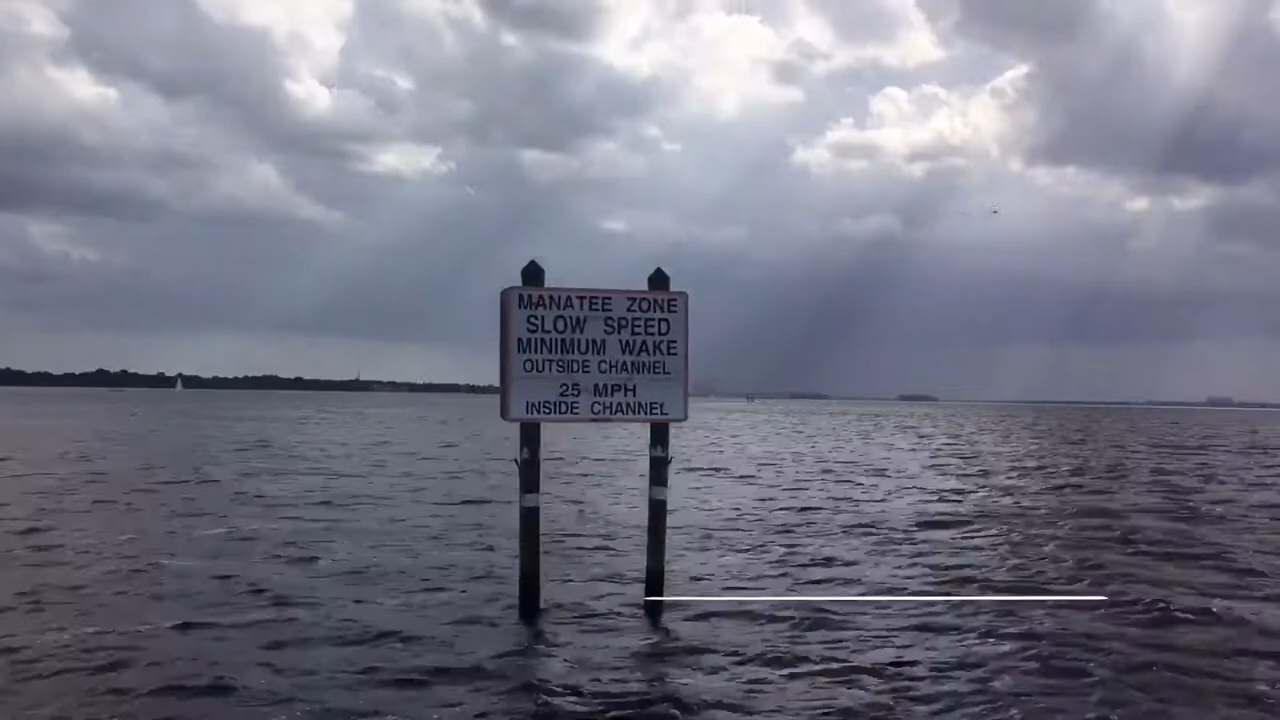 MANATEE ZONE
SLOW SPEED
MINIMUM WAKE
OUTSIDE CHANNEL
25 MPH
INSIDE CHANNEL